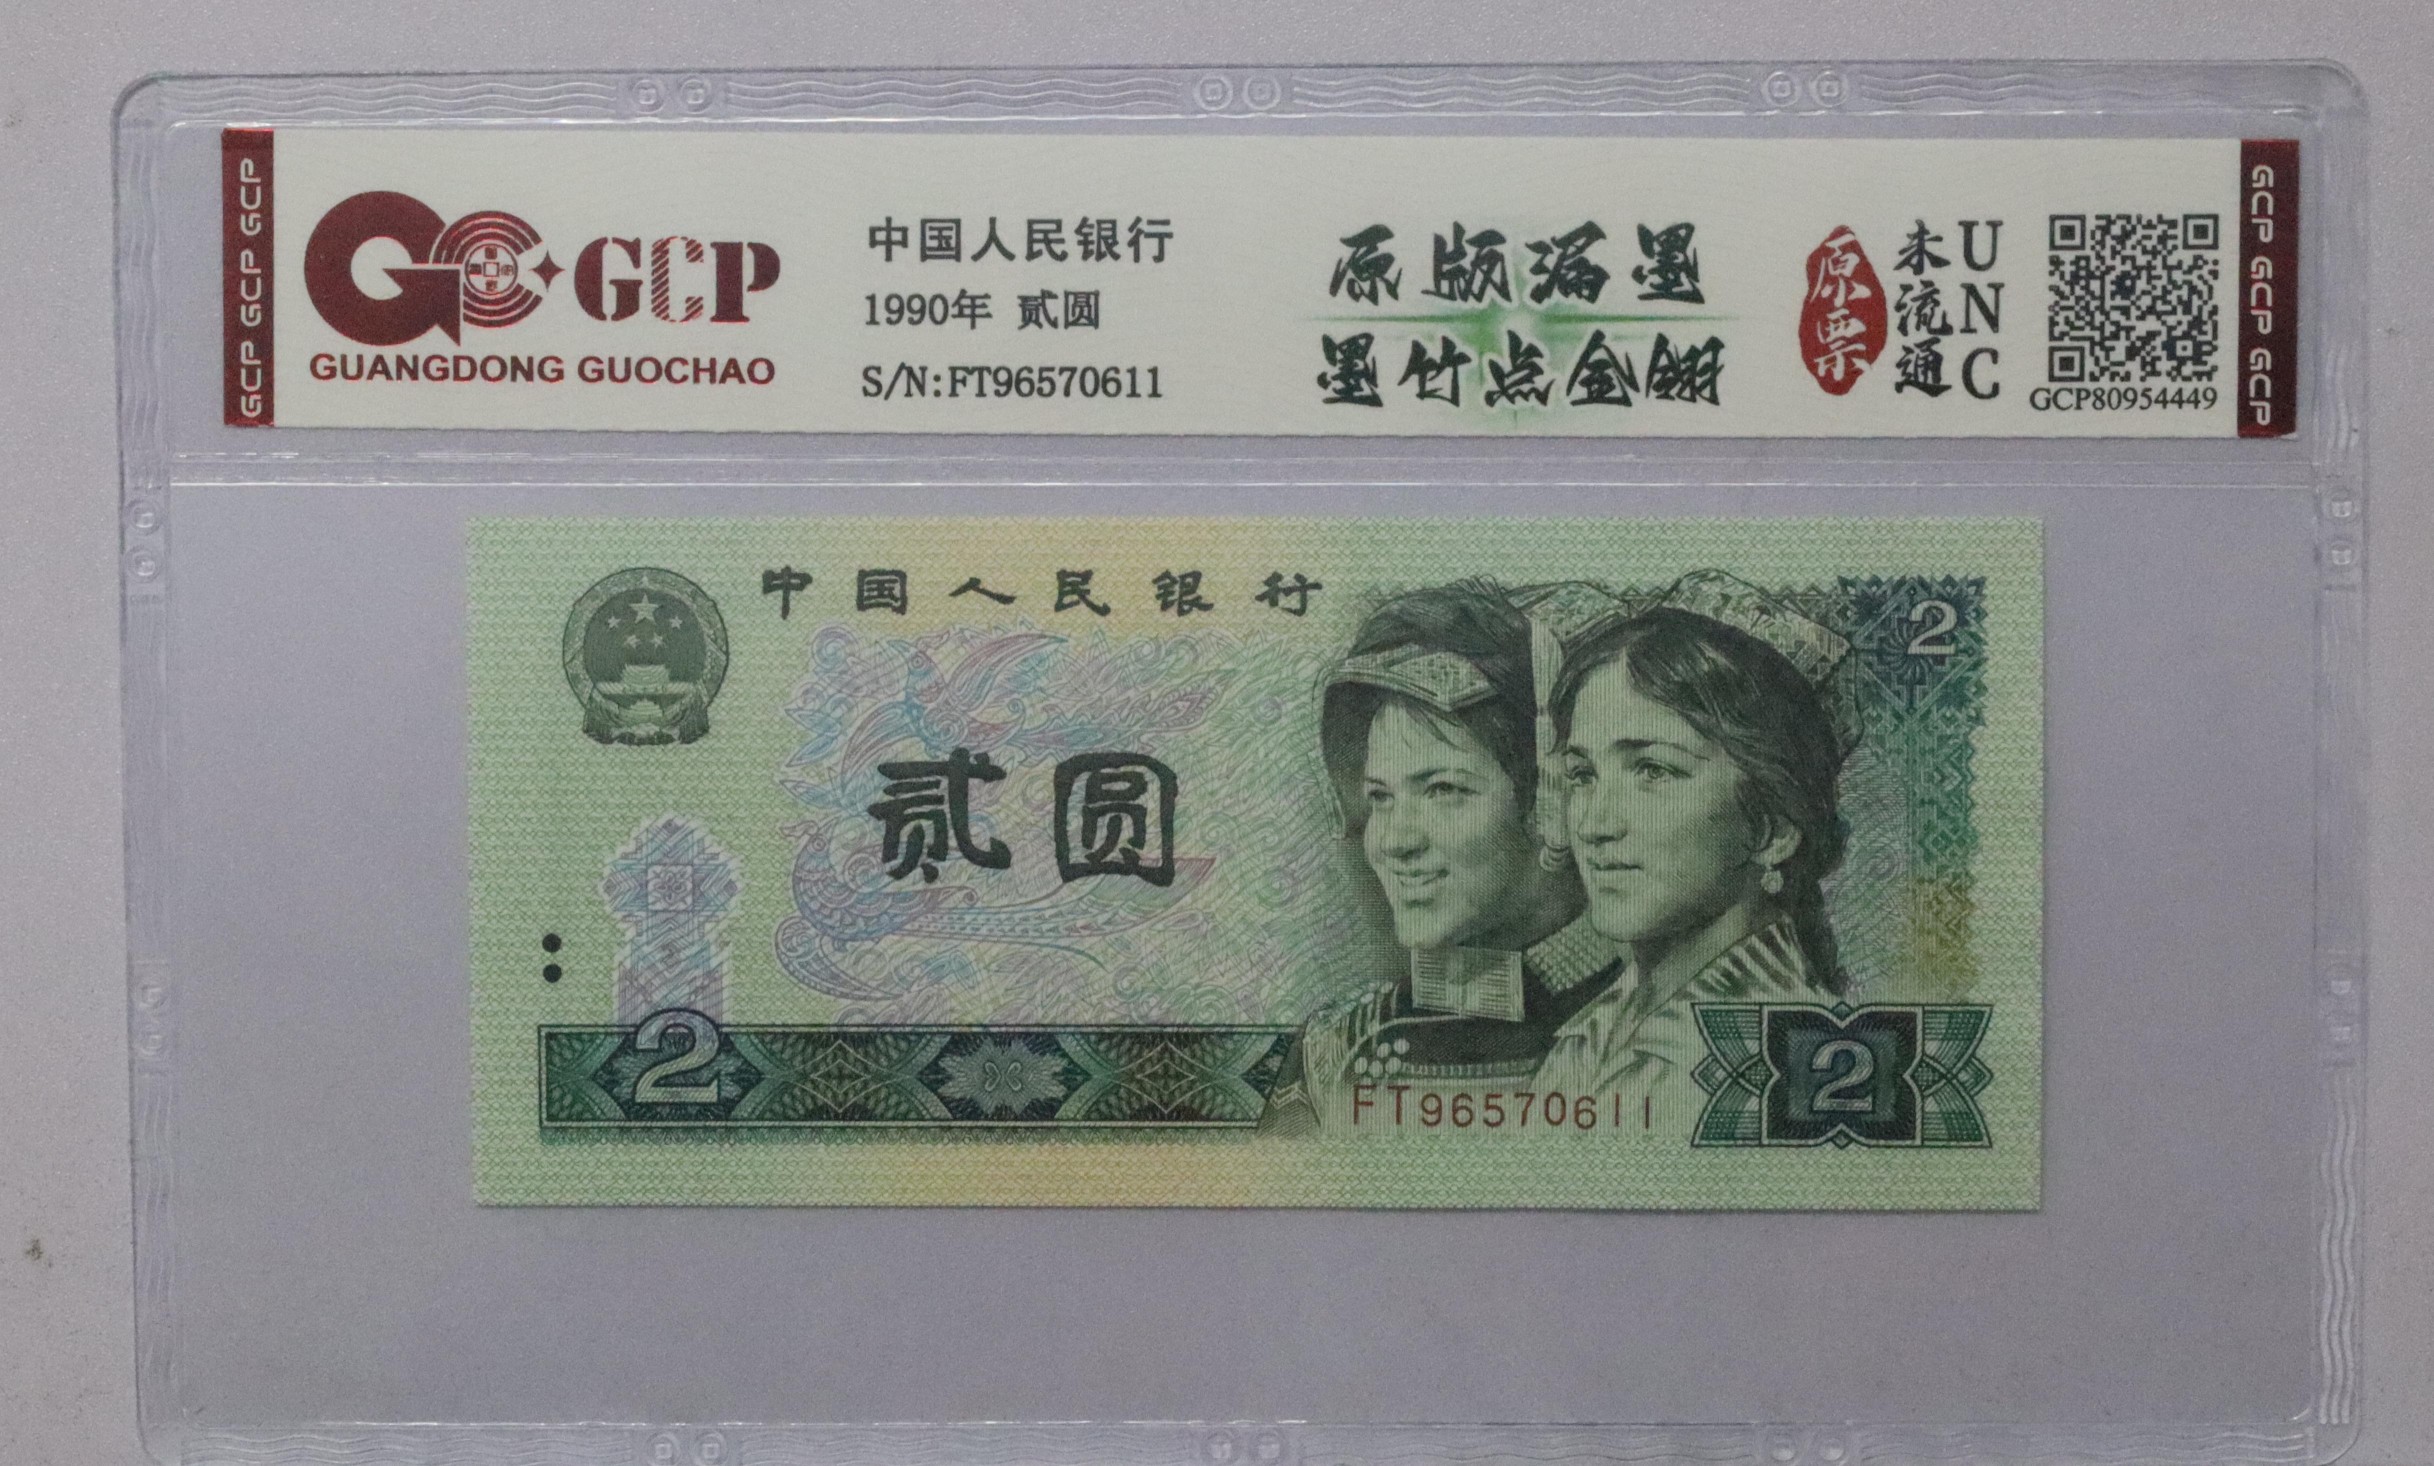 GCP GCP GCP
GCP
GUANGDONG GUOCHAO
中国人民银行
1990年 贰圆
S/N:FT96570611
原版漏墨
墨竹点金翅
原票
未流通
UNC
GCP80954449
GCP GCP GCP
中国人民银行
2
贰圆
2
FT96570611
2